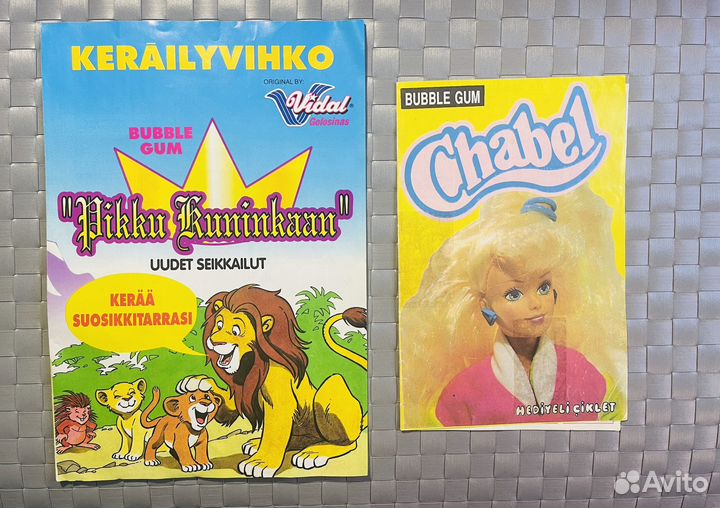 KERÄILYVIHKO
ORIGINAL BY:
Vidal
Golosinas
BUBBLE
GUM
"Pikku Kuninkaan"
UUDET SEIKKAILUT
KERÄÄ
SUOSIKKITARRASI
BUBBLE GUM
Chabel
HEDİYELİ ÇİKLET
Avito